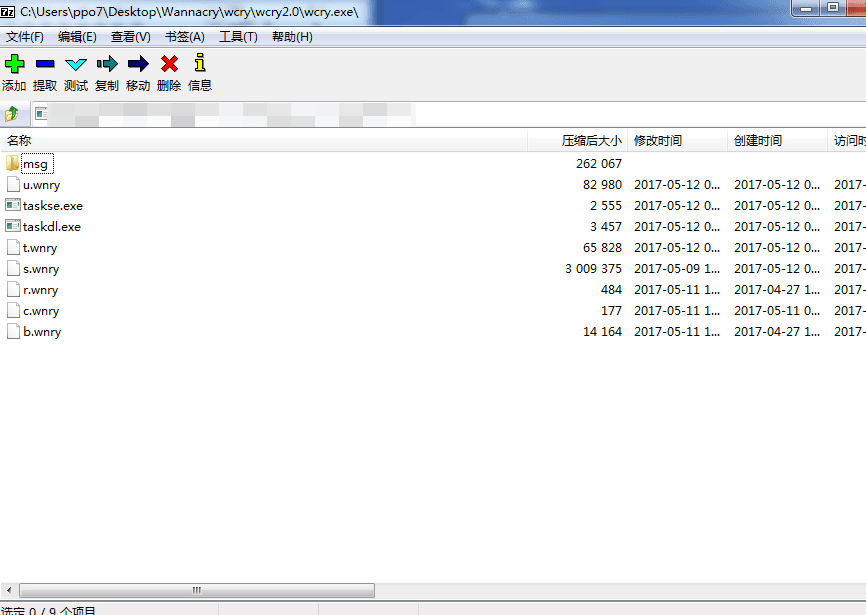 C:\Users\ppo7\Desktop\Wannacry\wcry\wcry2.0\wcry.exe\
文件(F) 编辑(E) 查看(V) 书签(A) 工具(T) 帮助(H)
添加 提取 测试 复制 移动 删除 信息
名称 压缩后大小 修改时间 创建时间 访问时
msg 262 067
u.wnry 82 980 2017-05-12 0... 2017-05-12 0... 2017-
taskse.exe 2 555 2017-05-12 0... 2017-05-12 0... 2017-
taskdl.exe 3 457 2017-05-12 0... 2017-05-12 0... 2017-
t.wnry 65 828 2017-05-12 0... 2017-05-12 0... 2017-
s.wnry 3 009 375 2017-05-09 1... 2017-05-12 0... 2017-
r.wnry 484 2017-05-11 1... 2017-04-27 1... 2017-
c.wnry 177 2017-05-11 1... 2017-05-11 0... 2017-
b.wnry 14 164 2017-05-11 1... 2017-04-27 1... 2017-
选定 0 / 9 个项目